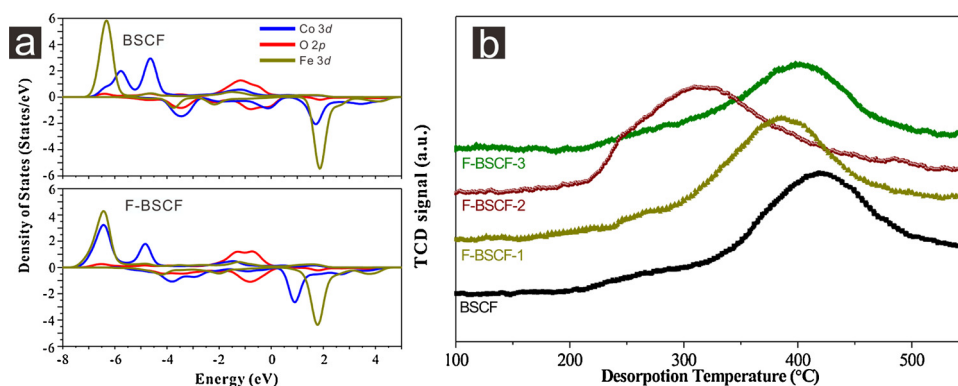 a
6
4
2
0
-2
-4
-6
BSCF
Co 3d
O 2p
Fe 3d
6
4
2
0
-2
-4
-6
F-BSCF
Density of States (States/eV)
-8
-6
-4
-2
0
2
4
Energy (eV)
b
F-BSCF-3
F-BSCF-2
F-BSCF-1
BSCF
TCD signal (a.u.)
100
200
300
400
500
Desorpotion Temperature (°C)